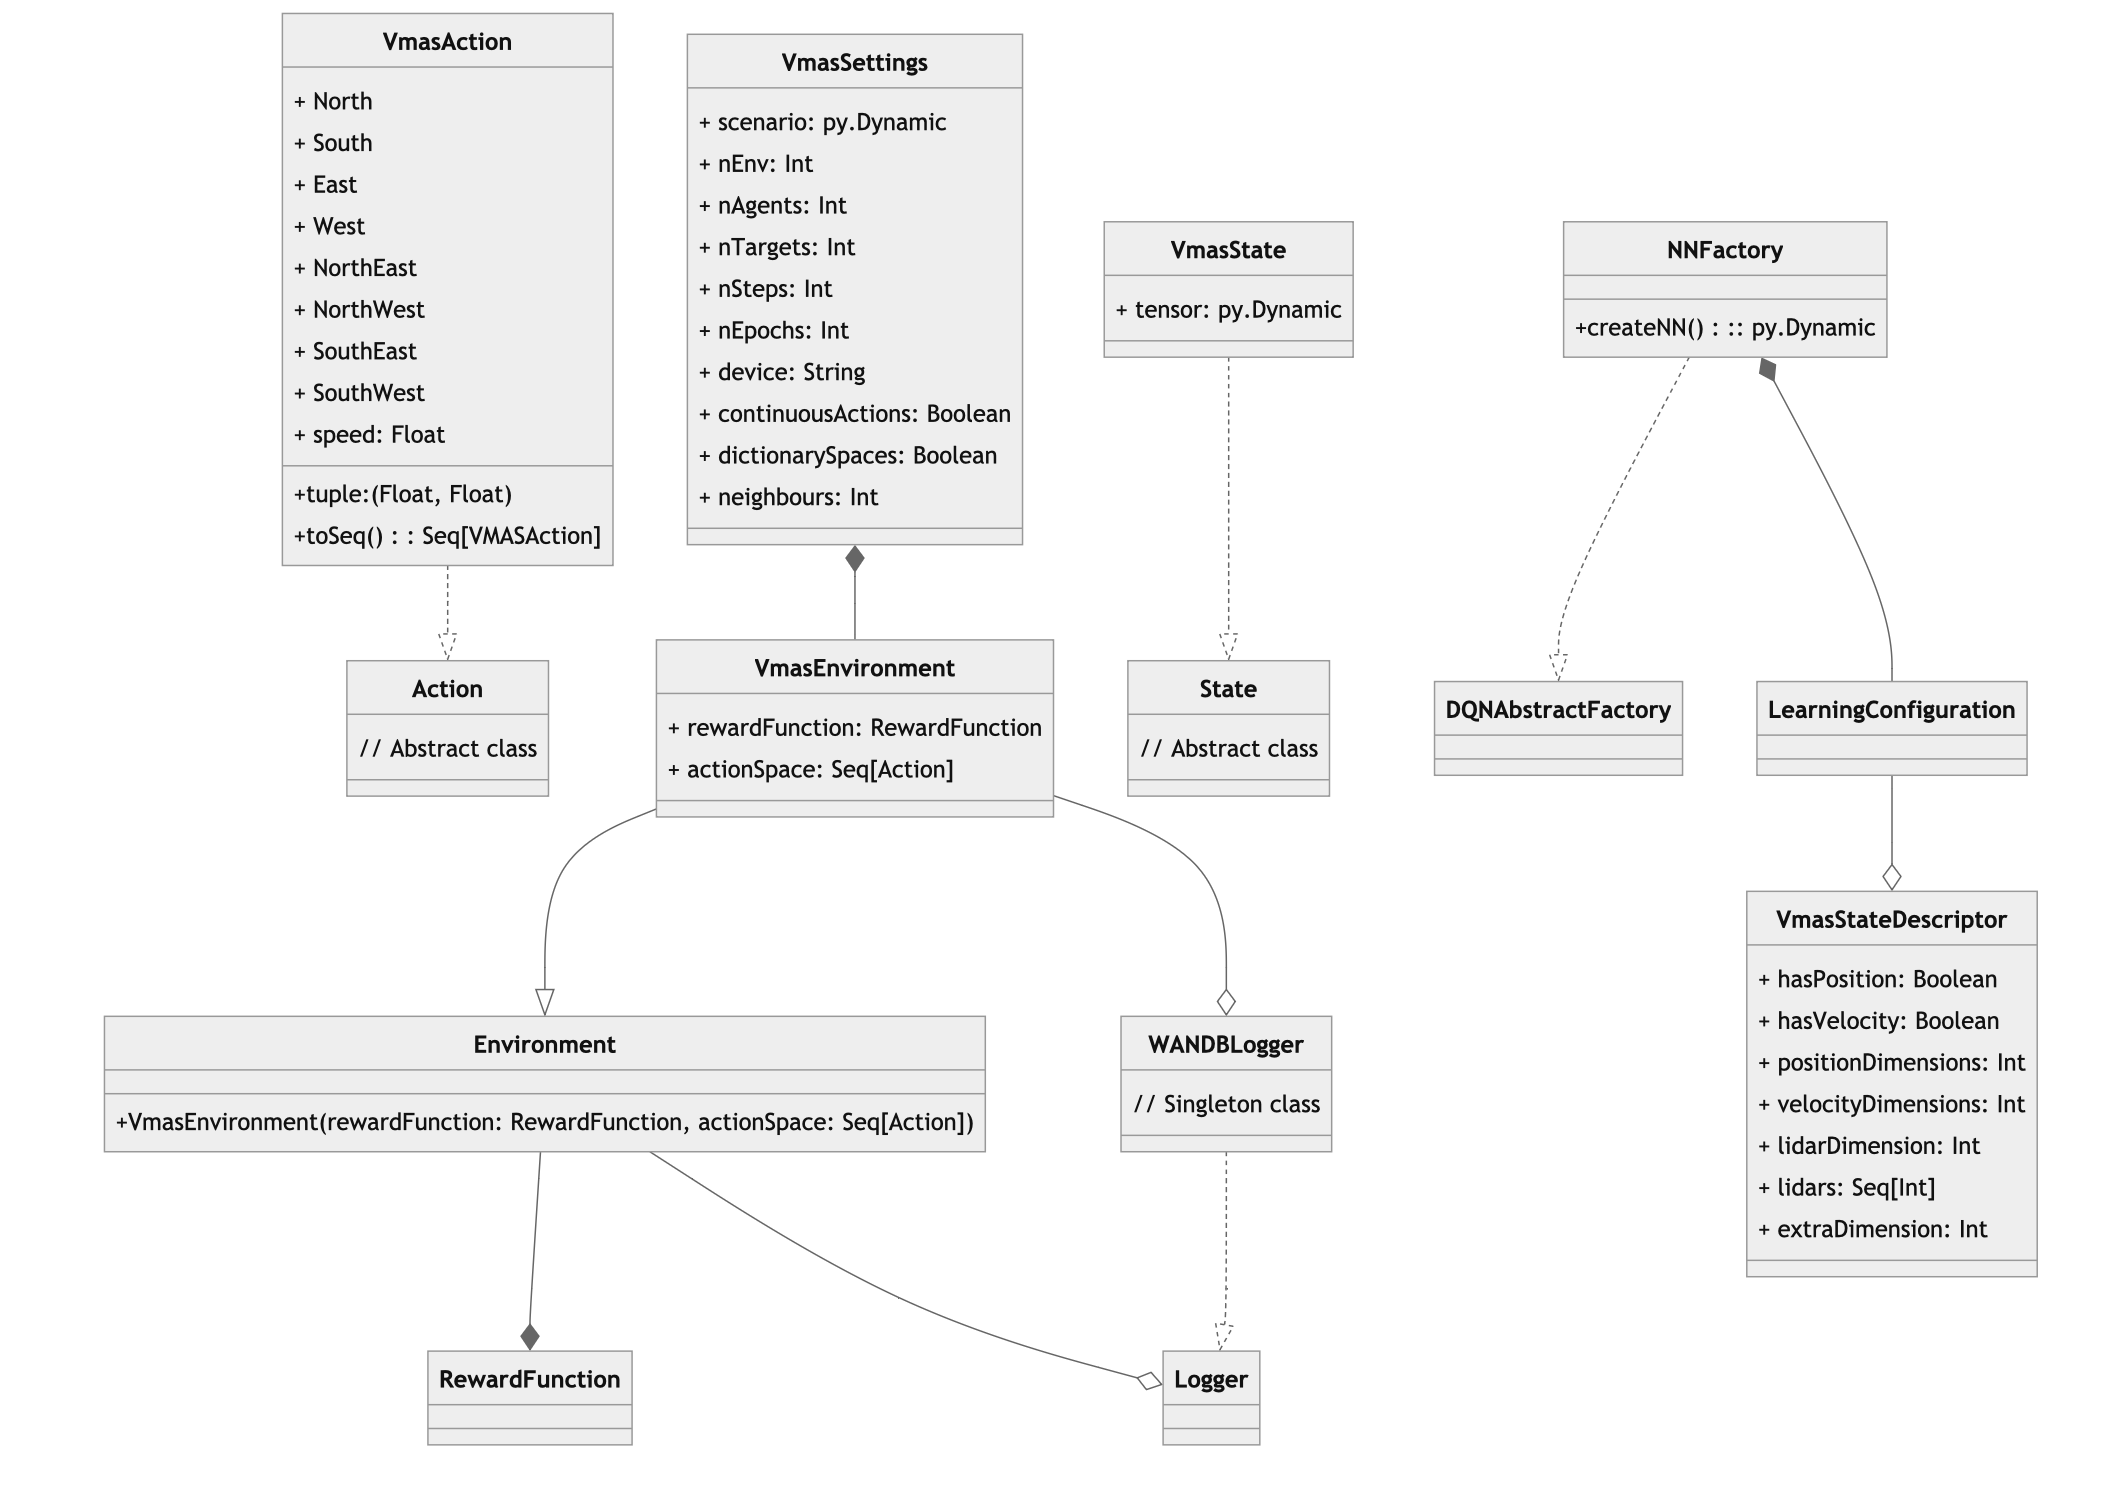 VmasAction
+ North
+ South
+ East
+ West
+ NorthEast
+ NorthWest
+ SouthEast
+ SouthWest
+ speed: Float
+tuple:(Float, Float)
+toSeq() : : Seq[VMASAction]
VmasSettings
+ scenario: py.Dynamic
+ nEnv: Int
+ nAgents: Int
+ nTargets: Int
+ nSteps: Int
+ nEpochs: Int
+ device: String
+ continuousActions: Boolean
+ dictionarySpaces: Boolean
+ neighbours: Int
VmasState
+ tensor: py.Dynamic
NNFactory
+createNN() : :: py.Dynamic
Action
// Abstract class
VmasEnvironment
+ rewardFunction: RewardFunction
+ actionSpace: Seq[Action]
State
// Abstract class
DQNAbstractFactory
LearningConfiguration
VmasStateDescriptor
+ hasPosition: Boolean
+ hasVelocity: Boolean
+ positionDimensions: Int
+ velocityDimensions: Int
+ lidarDimension: Int
+ lidars: Seq[Int]
+ extraDimension: Int
Environment
+VmasEnvironment(rewardFunction: RewardFunction, actionSpace: Seq[Action])
WANDBLogger
// Singleton class
RewardFunction
Logger